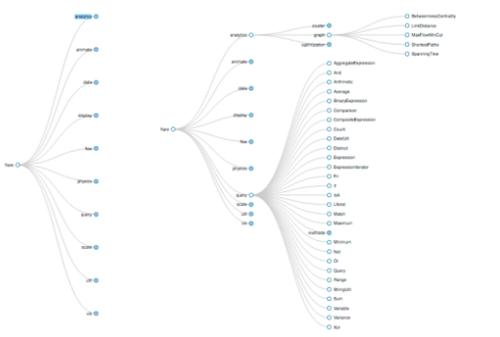 flare
analytics
animate
data
display
flex
physics
query
scale
util
vis
flare
analytics
cluster
graph
BetweennessCentrality
LinkDistance
MaxFlowMinCut
ShortestPaths
SpanningTree
optimization
animate
data
display
flex
physics
query
AggregateExpression
And
Arithmetic
Average
BinaryExpression
Comparison
CompositeExpression
Count
DateUtil
Distinct
Expression
ExpressionIterator
Fn
If
IsA
Literal
Match
Maximum
methods
Minimum
Not
Or
Query
Range
StringUtil
Sum
Variable
Variance
Xor
scale
util
vis